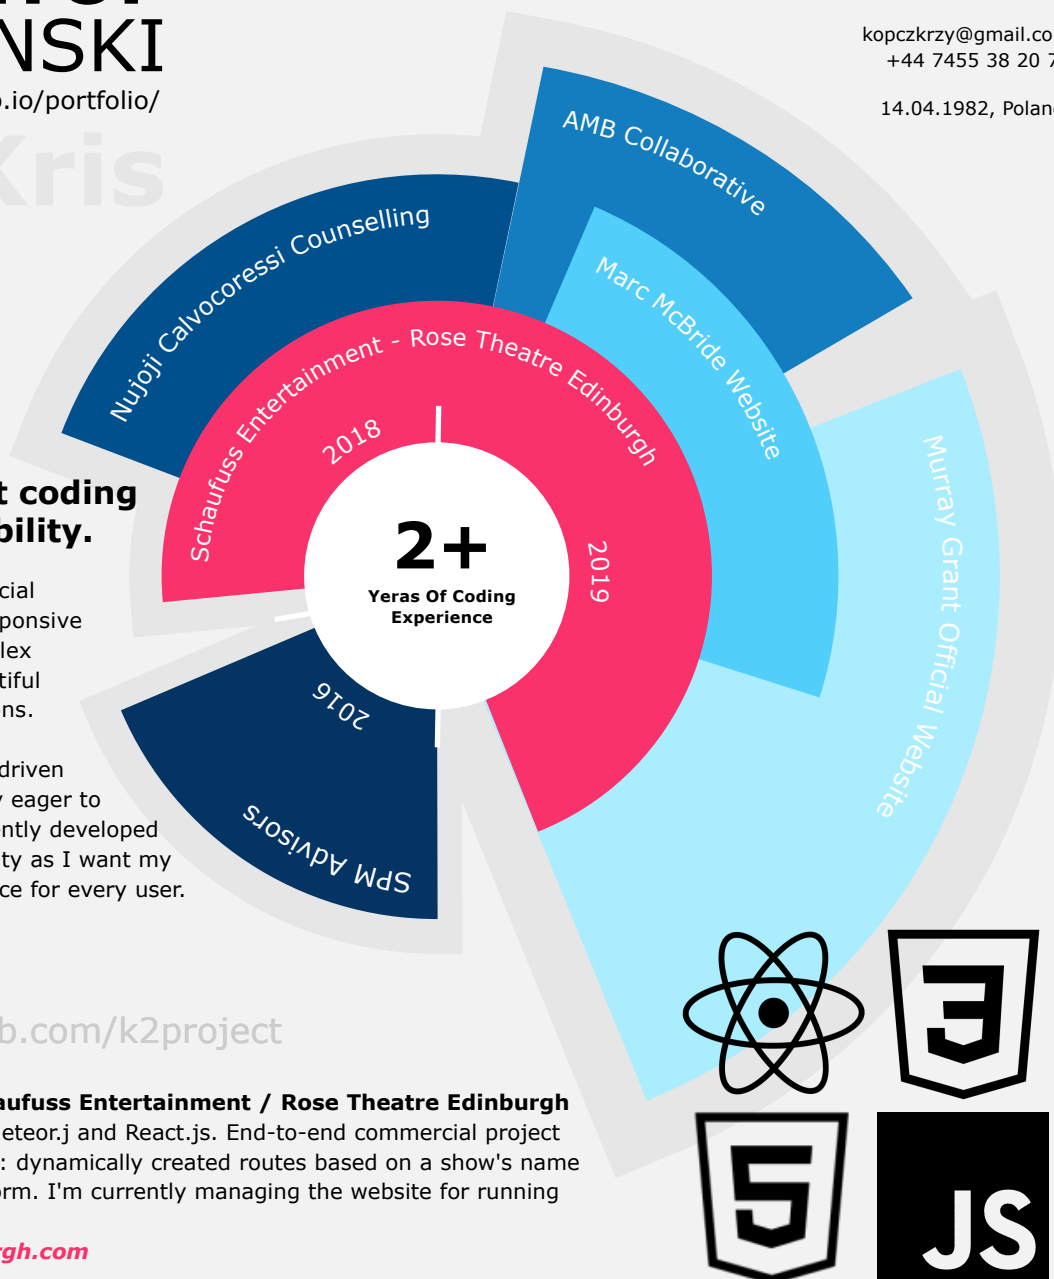 NSKI
o.io/portfolio/
Kris
kopczkrzy@gmail.co
+44 7455 38 20 7
14.04.1982, Polan
AMB Collaborative
Nujoji Calvocoressi Counselling
Marc McBride Website
Schaufuss Entertainment - Rose Theatre Edinburgh
2018
Murray Grant Official Website
t coding
bility.
2+
Yeras Of Coding
Experience
2019
cial
ponsive
lex
tiful
ns.
2016
driven
y eager to
ently developed
ty as I want my
ce for every user.
SPM Advisors
b.com/k2project
aufuss Entertainment / Rose Theatre Edinburgh
eteor.j and React.js. End-to-end commercial project
: dynamically created routes based on a show's name
orm. I'm currently managing the website for running
rgh.com
3
5
JS